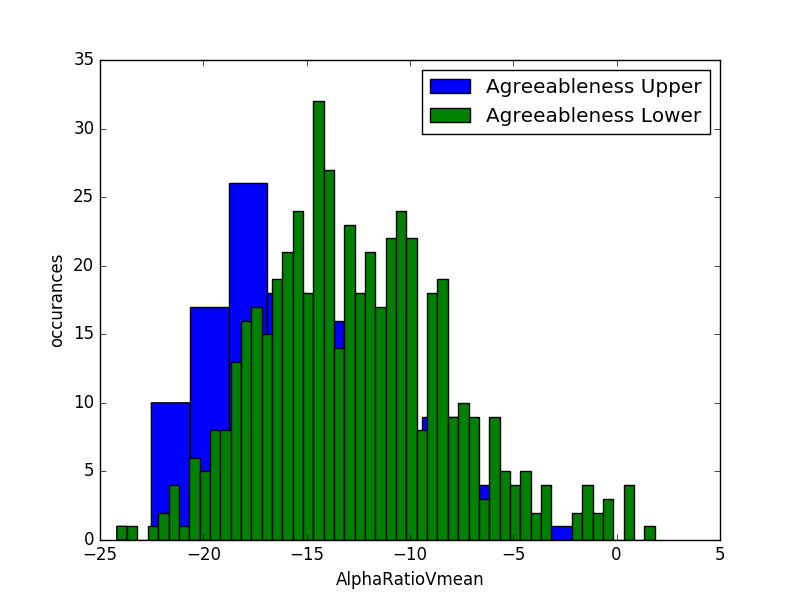 35
30
25
20
15
10
5
0
occurances
Agreeableness Upper
Agreeableness Lower
−25 −20 −15 −10 −5 0 5
AlphaRatioVmean